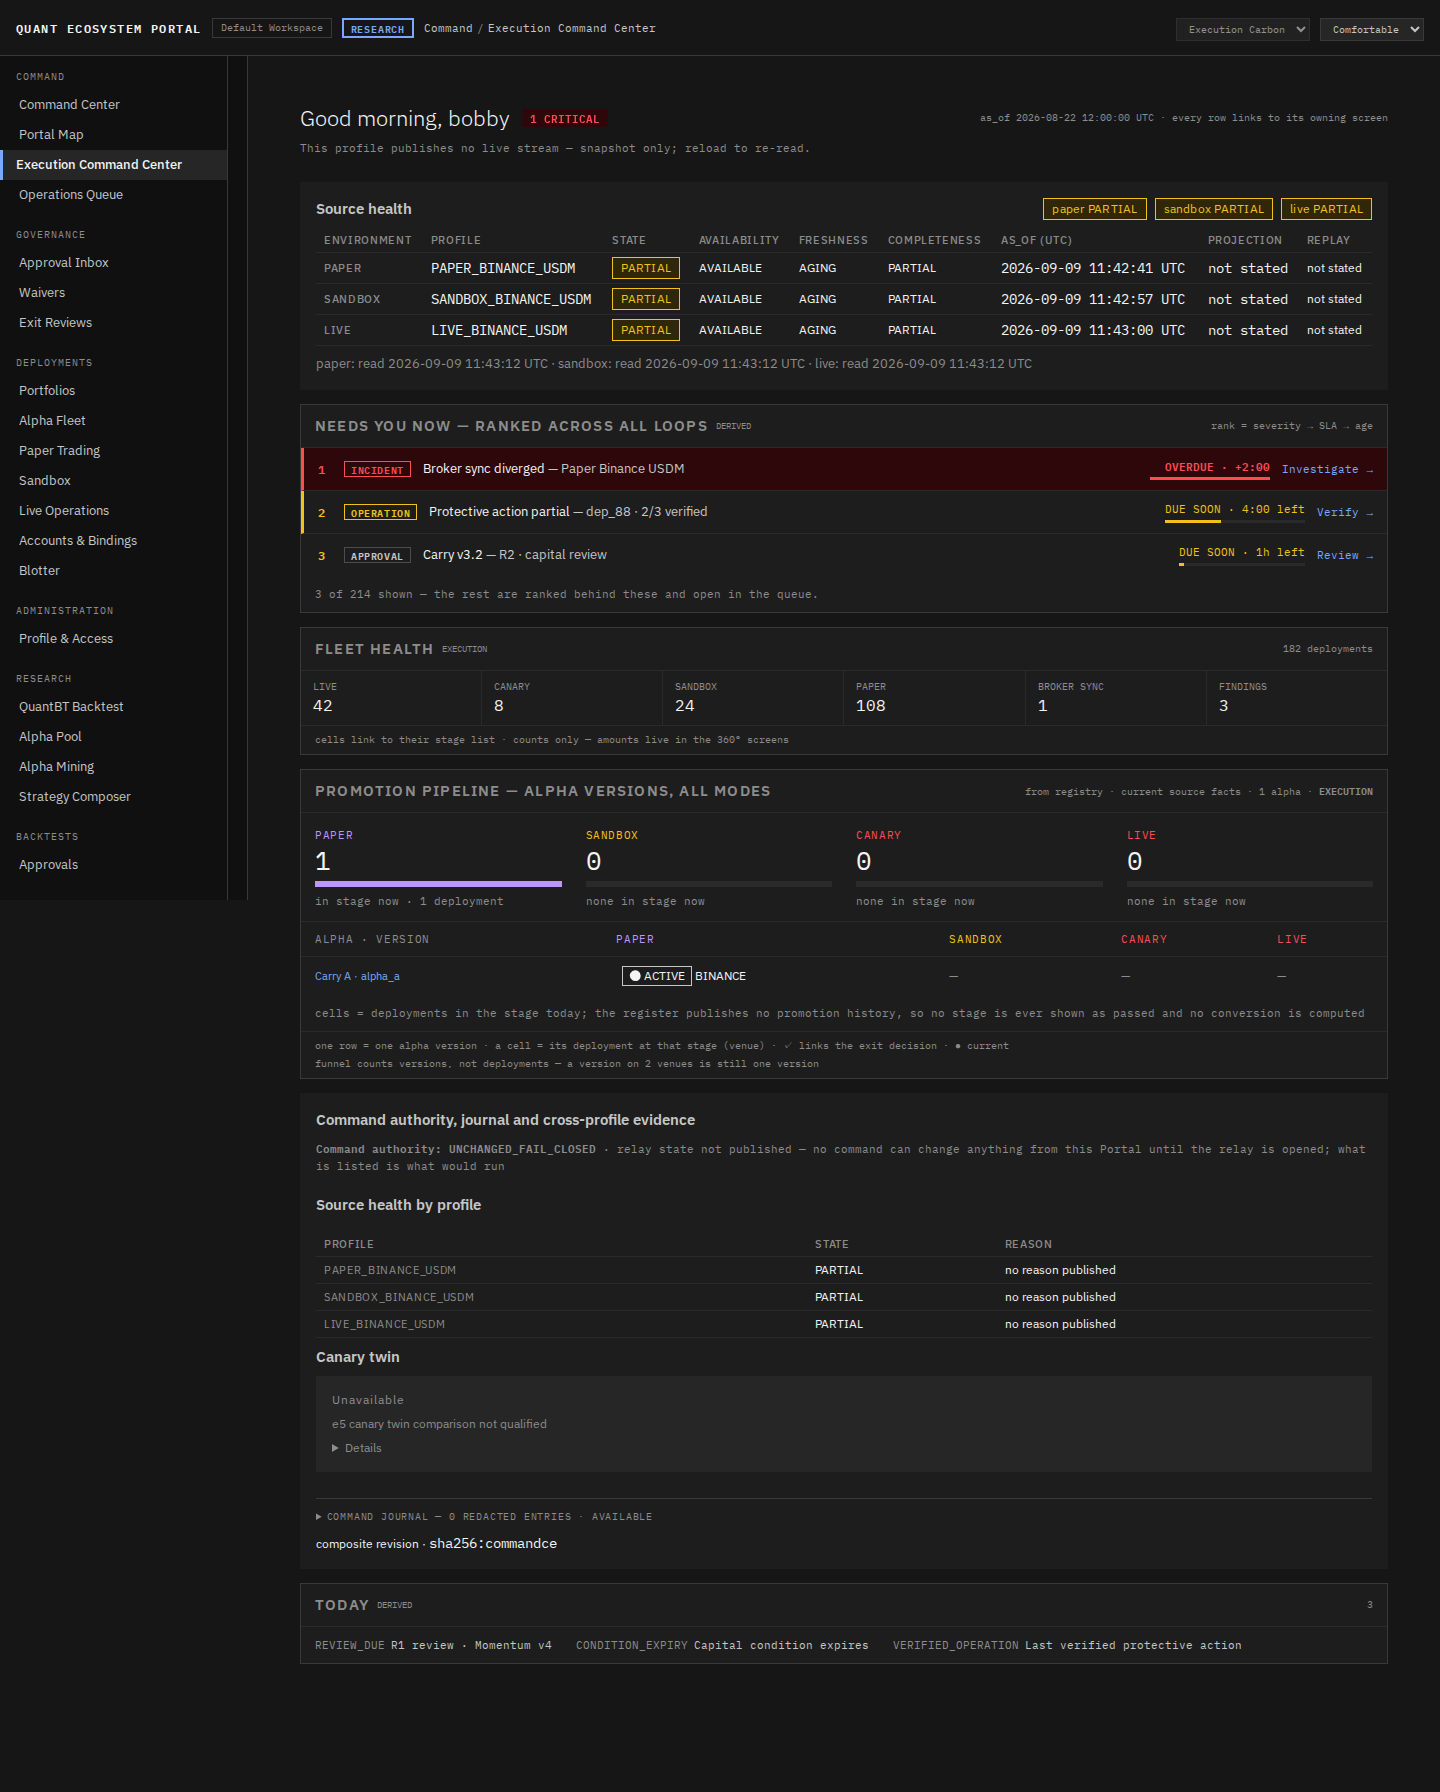 QUANT ECOSYSTEM PORTAL Default Workspace RESEARCH Command / Execution Command Center Execution Carbon Comfortable
COMMAND
Command Center
Portal Map
Execution Command Center
Operations Queue
GOVERNANCE
Approval Inbox
Waivers
Exit Reviews
DEPLOYMENTS
Portfolios
Alpha Fleet
Paper Trading
Sandbox
Live Operations
Accounts & Bindings
Blotter
ADMINISTRATION
Profile & Access
RESEARCH
QuantBT Backtest
Alpha Pool
Alpha Mining
Strategy Composer
BACKTESTS
Approvals
Good morning, bobby 1 CRITICAL as_of 2026-08-22 12:00:00 UTC · every row links to its owning screen
This profile publishes no live stream — snapshot only; reload to re-read.
Source health paper PARTIAL sandbox PARTIAL live PARTIAL
ENVIRONMENT PROFILE STATE AVAILABILITY FRESHNESS COMPLETENESS AS_OF (UTC) PROJECTION REPLAY
PAPER PAPER_BINANCE_USDM PARTIAL AVAILABLE AGING PARTIAL 2026-09-09 11:42:41 UTC not stated not stated
SANDBOX SANDBOX_BINANCE_USDM PARTIAL AVAILABLE AGING PARTIAL 2026-09-09 11:42:57 UTC not stated not stated
LIVE LIVE_BINANCE_USDM PARTIAL AVAILABLE AGING PARTIAL 2026-09-09 11:43:00 UTC not stated not stated
paper: read 2026-09-09 11:43:12 UTC · sandbox: read 2026-09-09 11:43:12 UTC · live: read 2026-09-09 11:43:12 UTC
NEEDS YOU NOW — RANKED ACROSS ALL LOOPS DERIVED rank = severity → SLA → age
1 INCIDENT Broker sync diverged — Paper Binance USDM OVERDUE · +2:00 Investigate →
2 OPERATION Protective action partial — dep_88 · 2/3 verified DUE SOON · 4:00 left Verify →
3 APPROVAL Carry v3.2 — R2 · capital review DUE SOON · 1h left Review →
3 of 214 shown — the rest are ranked behind these and open in the queue.
FLEET HEALTH EXECUTION 182 deployments
LIVE CANARY SANDBOX PAPER BROKER SYNC FINDINGS
42 8 24 108 1 3
cells link to their stage list · counts only — amounts live in the 360° screens
PROMOTION PIPELINE — ALPHA VERSIONS, ALL MODES from registry · current source facts · 1 alpha · EXECUTION
PAPER SANDBOX CANARY LIVE
1 0 0 0
in stage now · 1 deployment none in stage now none in stage now none in stage now
ALPHA · VERSION PAPER SANDBOX CANARY LIVE
Carry A · alpha_a ● ACTIVE BINANCE — — —
cells = deployments in the stage today; the register publishes no promotion history, so no stage is ever shown as passed and no conversion is computed
one row = one alpha version · a cell = its deployment at that stage (venue) · ✓ links the exit decision · ● current
funnel counts versions, not deployments — a version on 2 venues is still one version
Command authority, journal and cross-profile evidence
Command authority: UNCHANGED_FAIL_CLOSED · relay state not published — no command can change anything from this Portal until the relay is opened; what
is listed is what would run
Source health by profile
PROFILE STATE REASON
PAPER_BINANCE_USDM PARTIAL no reason published
SANDBOX_BINANCE_USDM PARTIAL no reason published
LIVE_BINANCE_USDM PARTIAL no reason published
Canary twin
Unavailable
e5 canary twin comparison not qualified
▶ Details
▶ COMMAND JOURNAL — 0 REDACTED ENTRIES · AVAILABLE
composite revision · sha256:commandce
TODAY DERIVED 3
REVIEW_DUE R1 review · Momentum v4 CONDITION_EXPIRY Capital condition expires VERIFIED_OPERATION Last verified protective action